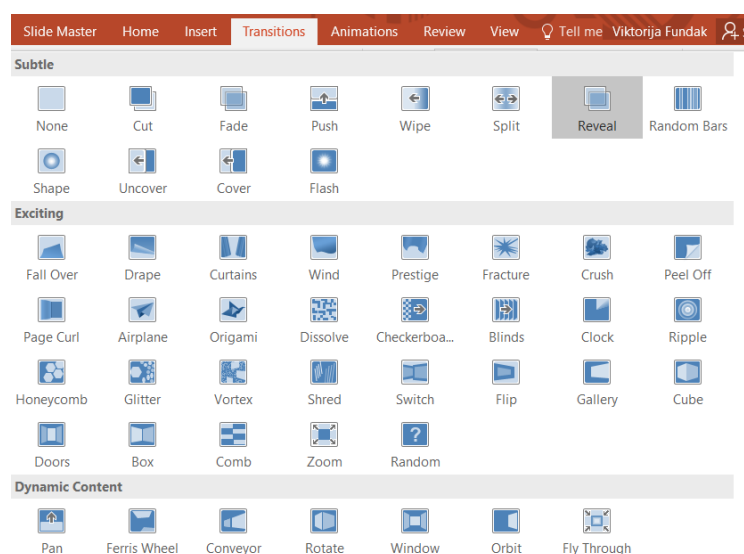 Slide Master Home Insert Transitions Animations Review View Tell me Viktorija Fundak
Subtle
None Cut Fade Push Wipe Split Reveal Random Bars
Shape Uncover Cover Flash
Exciting
Fall Over Drape Curtains Wind Prestige Fracture Crush Peel Off
Page Curl Airplane Origami Dissolve Checkerboa... Blinds Clock Ripple
Honeycomb Glitter Vortex Shred Switch Flip Gallery Cube
Doors Box Comb Zoom Random
?
Dynamic Content
Pan Ferris Wheel Conveyor Rotate Window Orbit Fly Through